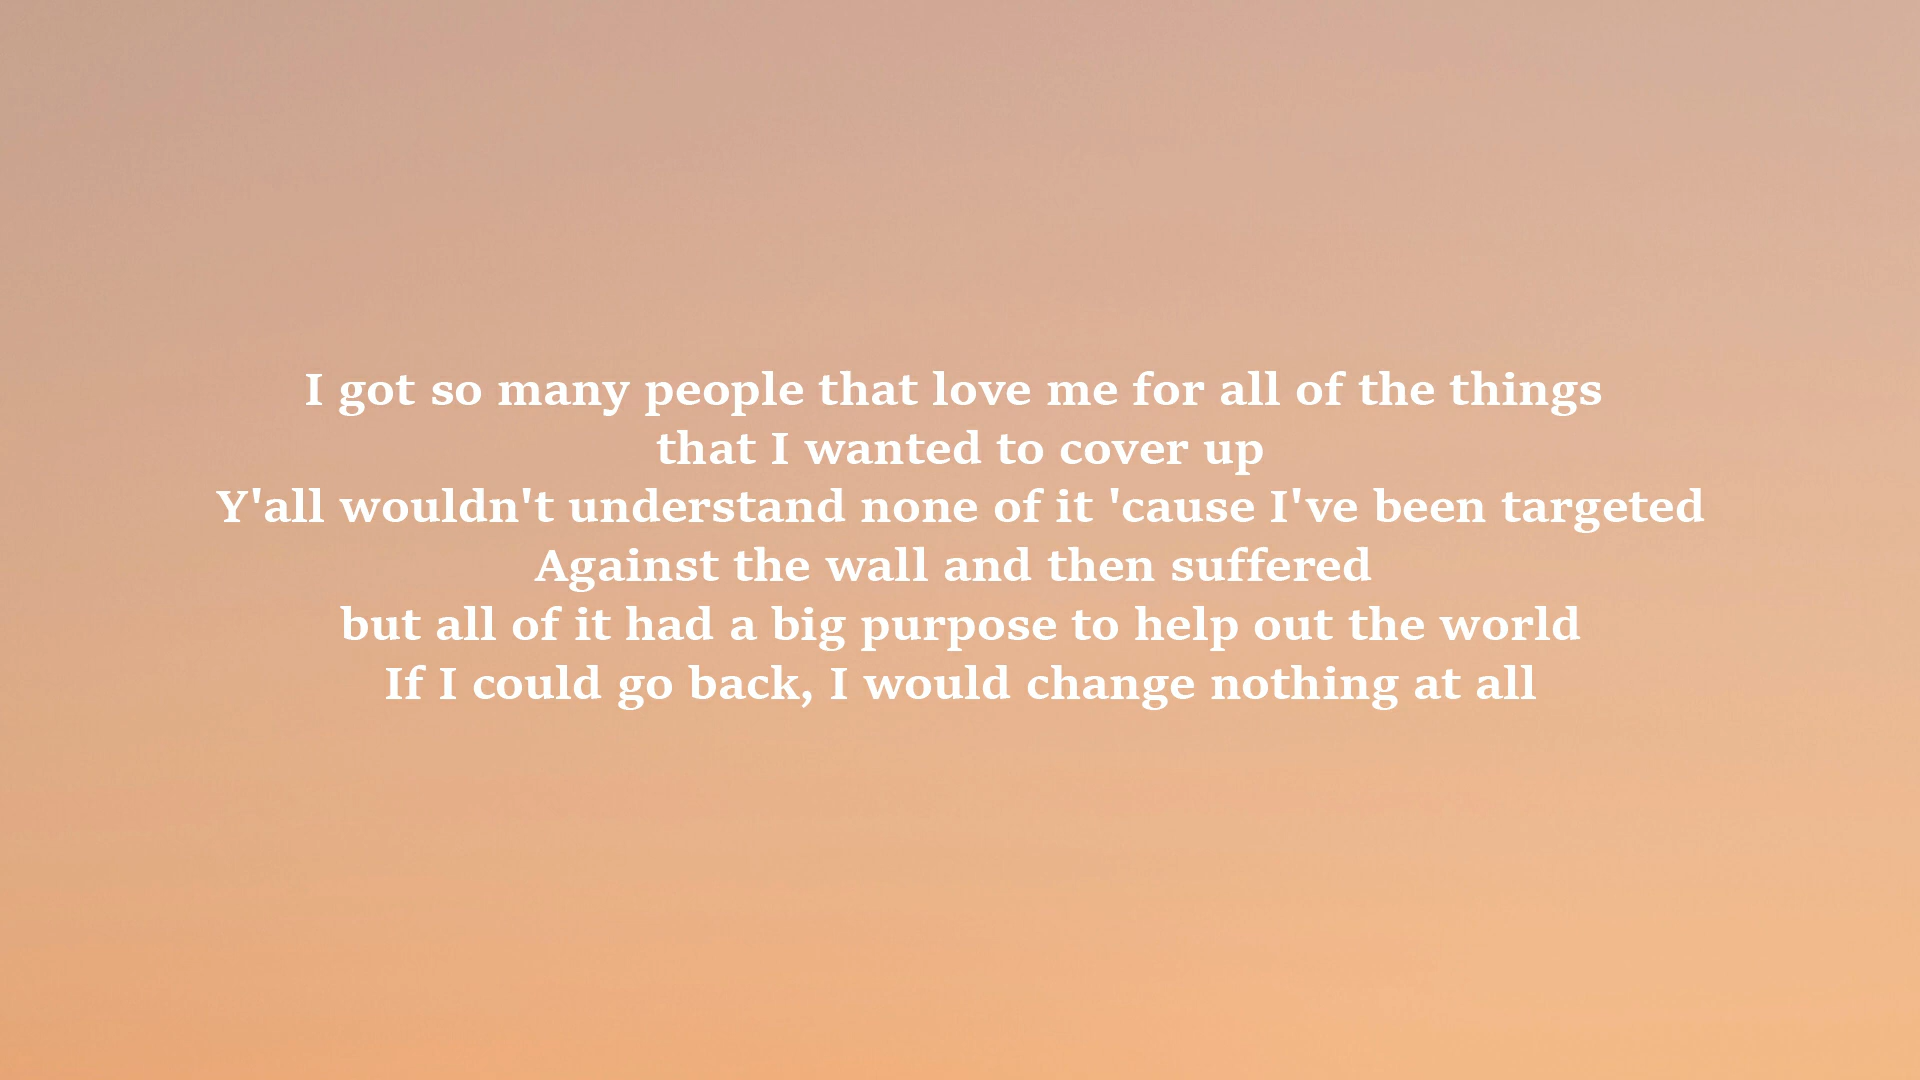 I got so many people that love me for all of the things
that I wanted to cover up
Y'all wouldn't understand none of it 'cause I've been targeted
Against the wall and then suffered
but all of it had a big purpose to help out the world
If I could go back, I would change nothing at all